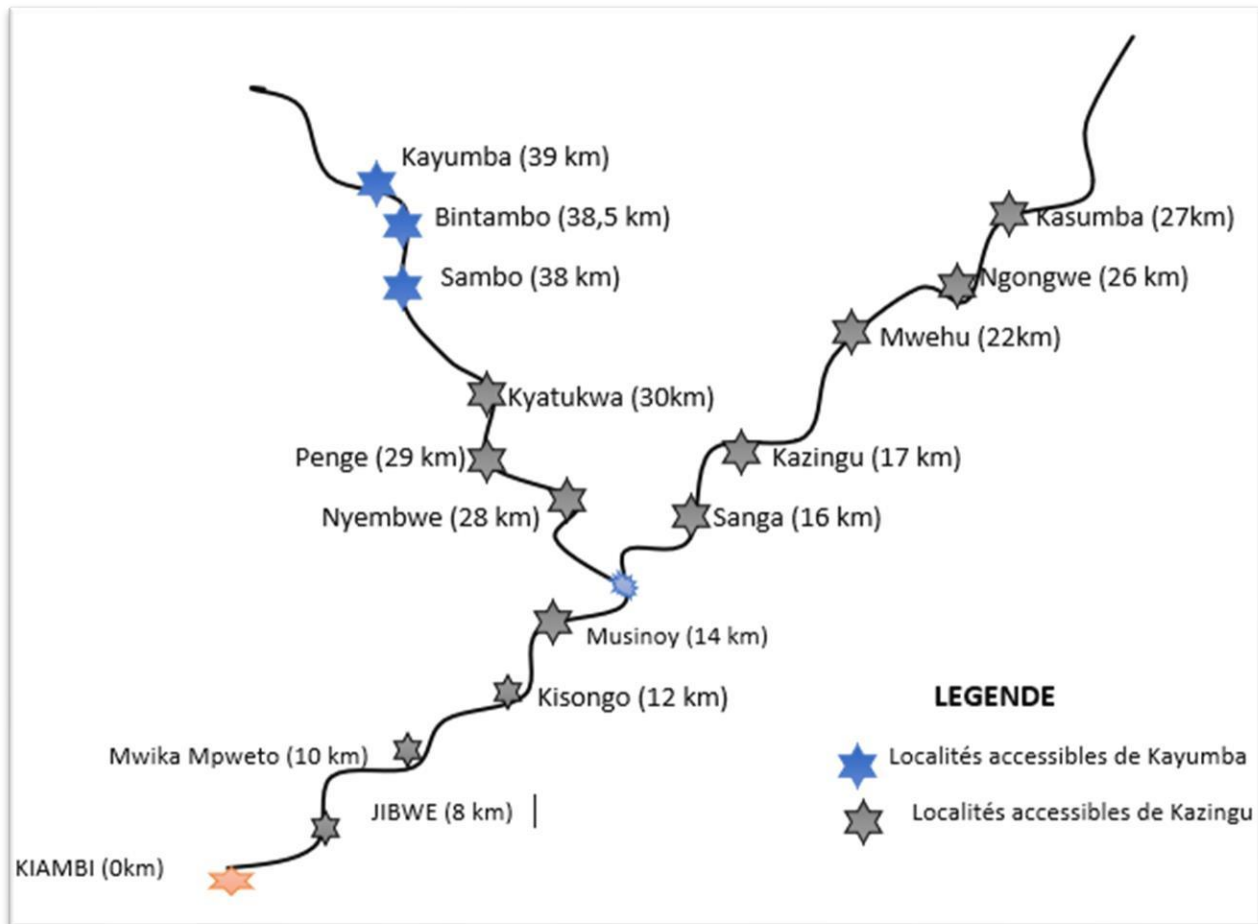 Kayumba (39 km)
Bintambo (38,5 km)
Kasumba (27km)
Sambo (38 km)
Ngongwe (26 km)
Mwehu (22km)
Kyatukwa (30km)
Penge (29 km)
Kazingu (17 km)
Nyembwe (28 km)
Sanga (16 km)
Musinoy (14 km)
Kisongo (12 km)
LEGENDE
Mwika Mpweto (10 km)
Localités accessibles de Kayumba
JIBWE (8 km)
Localités accessibles de Kazingu
KIAMBI (0km)